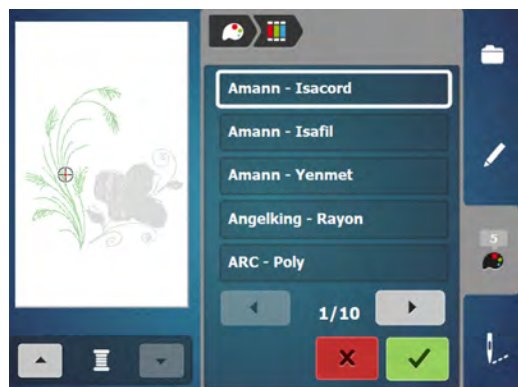 Amann - Isacord
Amann - Isafil
Amann - Yenmet
Angelking - Rayon
5
ARC - Poly
1/10